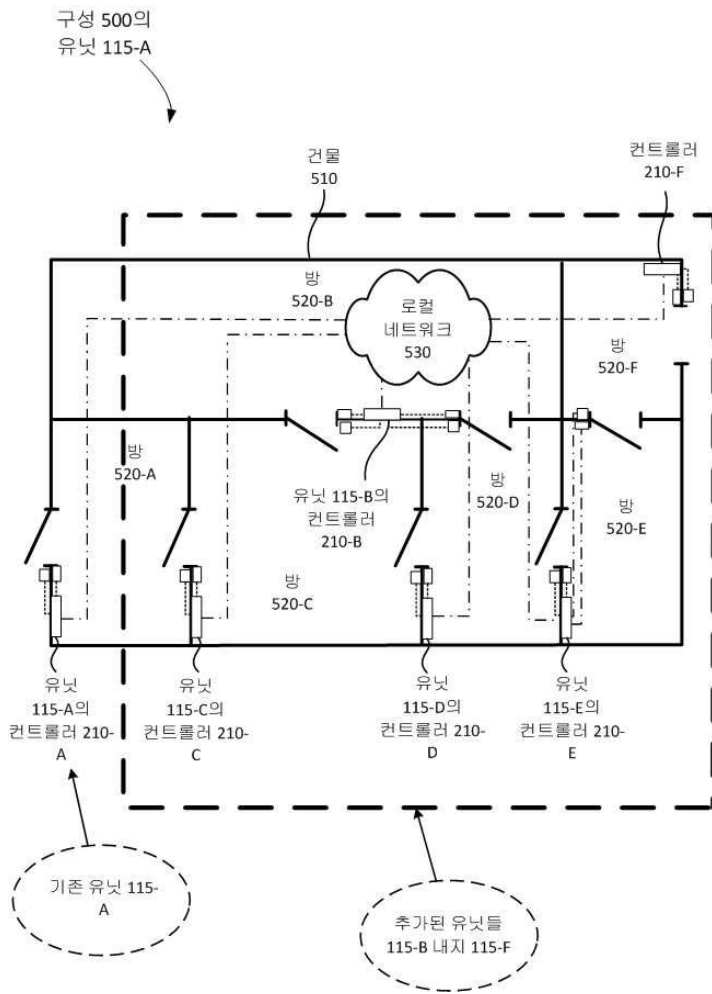 구성 500의
유닛 115-A
건물
510
컨트롤러
210-F
방
520-B
로컬
네트워크
530
방
520-F
방
520-A
유닛 115-B의
컨트롤러
210-B
방
520-D
방
520-E
방
520-C
유닛
115-A의
컨트롤러 210-
A
유닛
115-C의
컨트롤러 210-
C
유닛
115-D의
컨트롤러 210-
D
유닛
115-E의
컨트롤러 210-
E
기존 유닛 115-
A
추가된 유닛들
115-B 내지 115-F